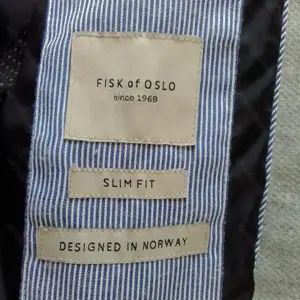 FISK of OSLO
since 1968
SLIM FIT
DESIGNED IN NORWAY